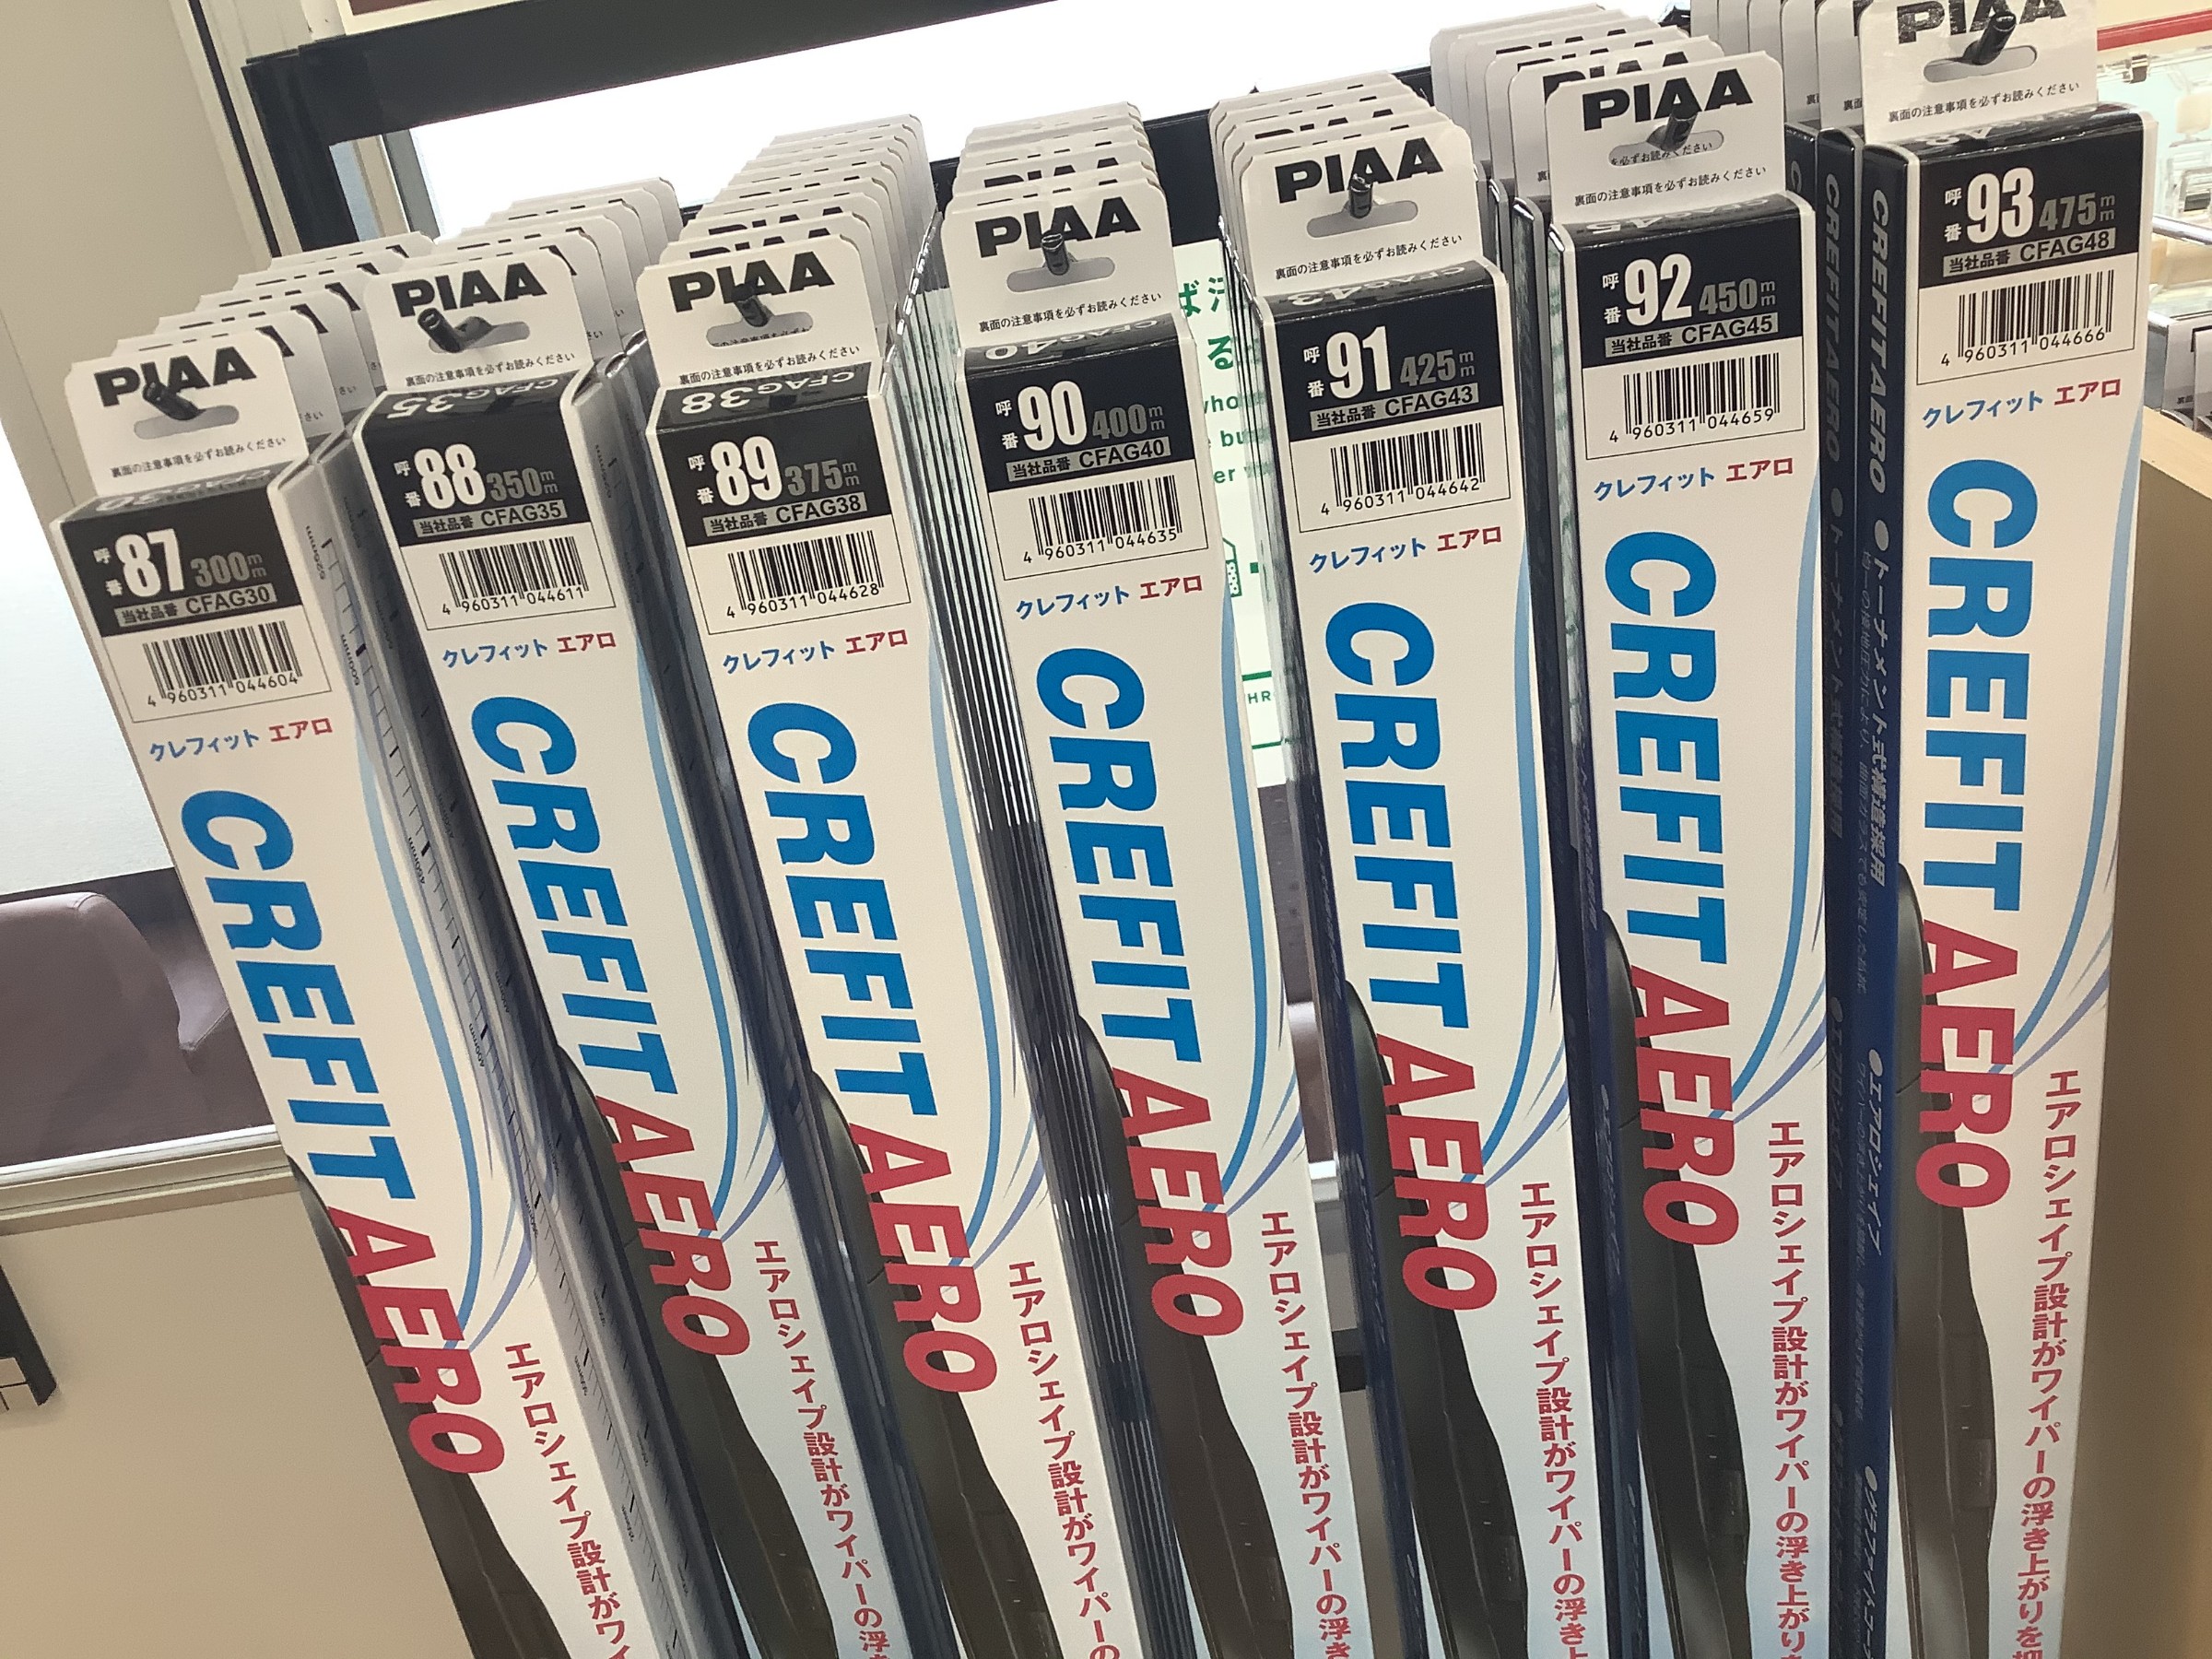 PIAA
裏面の注意事項を必ずお読みください
呼番 87 300mm
当社品番 CFAG30
4 960311 044604
クレフィット エアロ
CREFIT AERO
エアロシェイプ設計がワイ
PIAA
裏面の注意事項を必ずお読みください
CFAG35
呼番 88 350mm
当社品番 CFAG35
4 960311 044611
クレフィット エアロ
CREFIT AERO
エアロシェイプ設計がワイパーの浮き
PIAA
裏面の注意事項を必ずお読みください
CFAG38
呼番 89 375mm
当社品番 CFAG38
4 960311 044628
クレフィット エアロ
CREFIT AERO
エアロシェイプ設計がワイパーの
PIAA
裏面の注意事項を必ずお読みください
CFAG40
呼番 90 400mm
当社品番 CFAG40
4 960311 044635
クレフィット エアロ
CREFIT AERO
エアロシェイプ設計がワイパーの浮き
PIAA
裏面の注意事項を必ずお読みください
CFAG43
呼番 91 425mm
当社品番 CFAG43
4 960311 044642
クレフィット エアロ
CREFIT AERO
エアロシェイプ設計がワイパーの浮き上
PIAA
裏面の注意事項を必ずお読みください
呼番 92 450mm
当社品番 CFAG45
4 960311 044659
クレフィット エアロ
CREFIT AERO
エアロシェイプ設計がワイパーの浮き上がり
CREFIT AERO ●トーナメント式構造採用
●エアロシェイプ
PIAA
裏面の注意事項を必ずお読みください
呼番 93 475mm
当社品番 CFAG48
4 960311 044666
クレフィット エアロ
CREFIT AERO
エアロシェイプ設計がワイパーの浮き上がりを